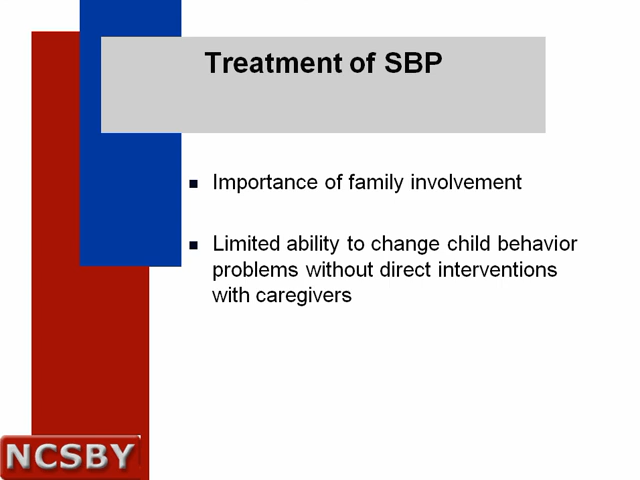 Treatment of SBP
Importance of family involvement
Limited ability to change child behavior
problems without direct interventions
with caregivers
NCSBY